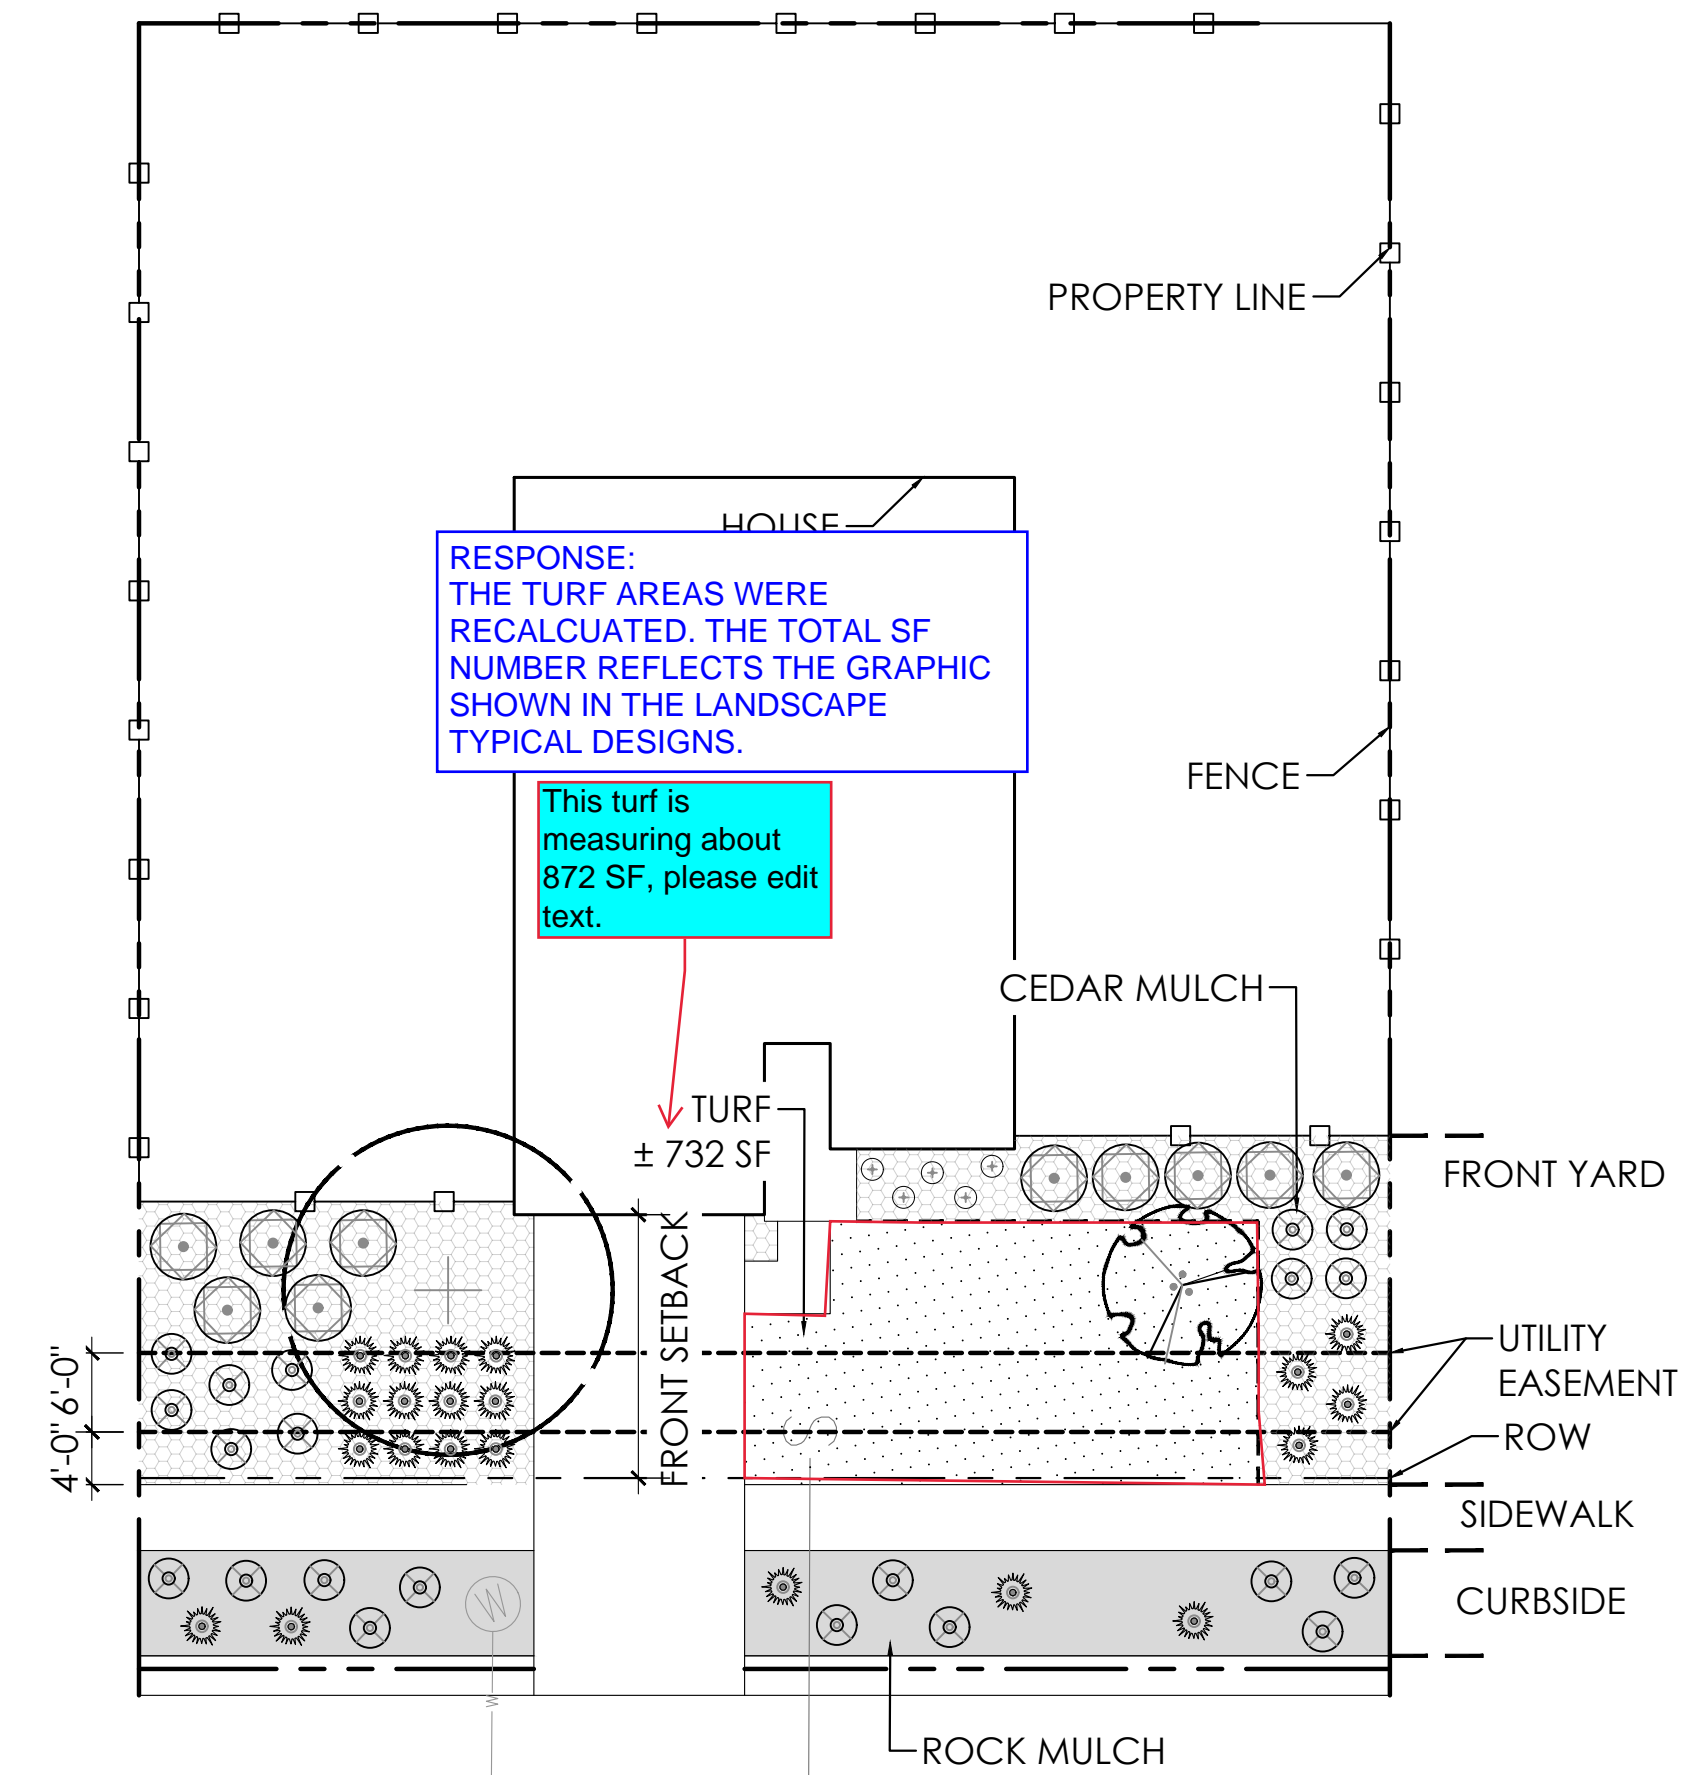 PROPERTY LINE
HOUSE
RESPONSE:
THE TURF AREAS WERE
RECALCUATED. THE TOTAL SF
NUMBER REFLECTS THE GRAPHIC
SHOWN IN THE LANDSCAPE
TYPICAL DESIGNS.
FENCE
This turf is
measuring about
872 SF, please edit
text.
CEDAR MULCH
TURF
± 732 SF
FRONT YARD
FRONT SETBACK
UTILITY
EASEMENT
6'-0"
4'-0"
S
ROW
SIDEWALK
CURBSIDE
W
W
ROCK MULCH